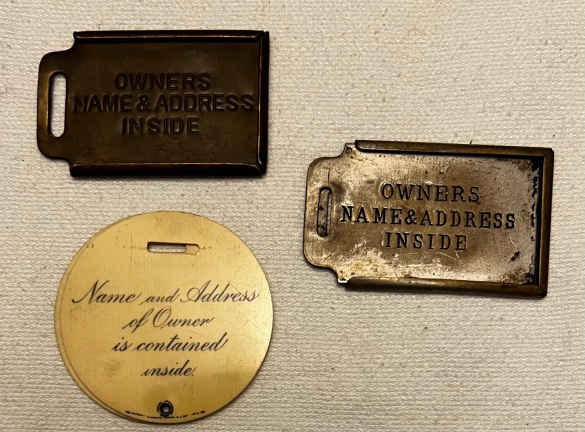 OWNERS
NAME & ADDRESS
INSIDE
OWNERS
NAME & ADDRESS
INSIDE
Name and Address
of Owner
is contained
inside.